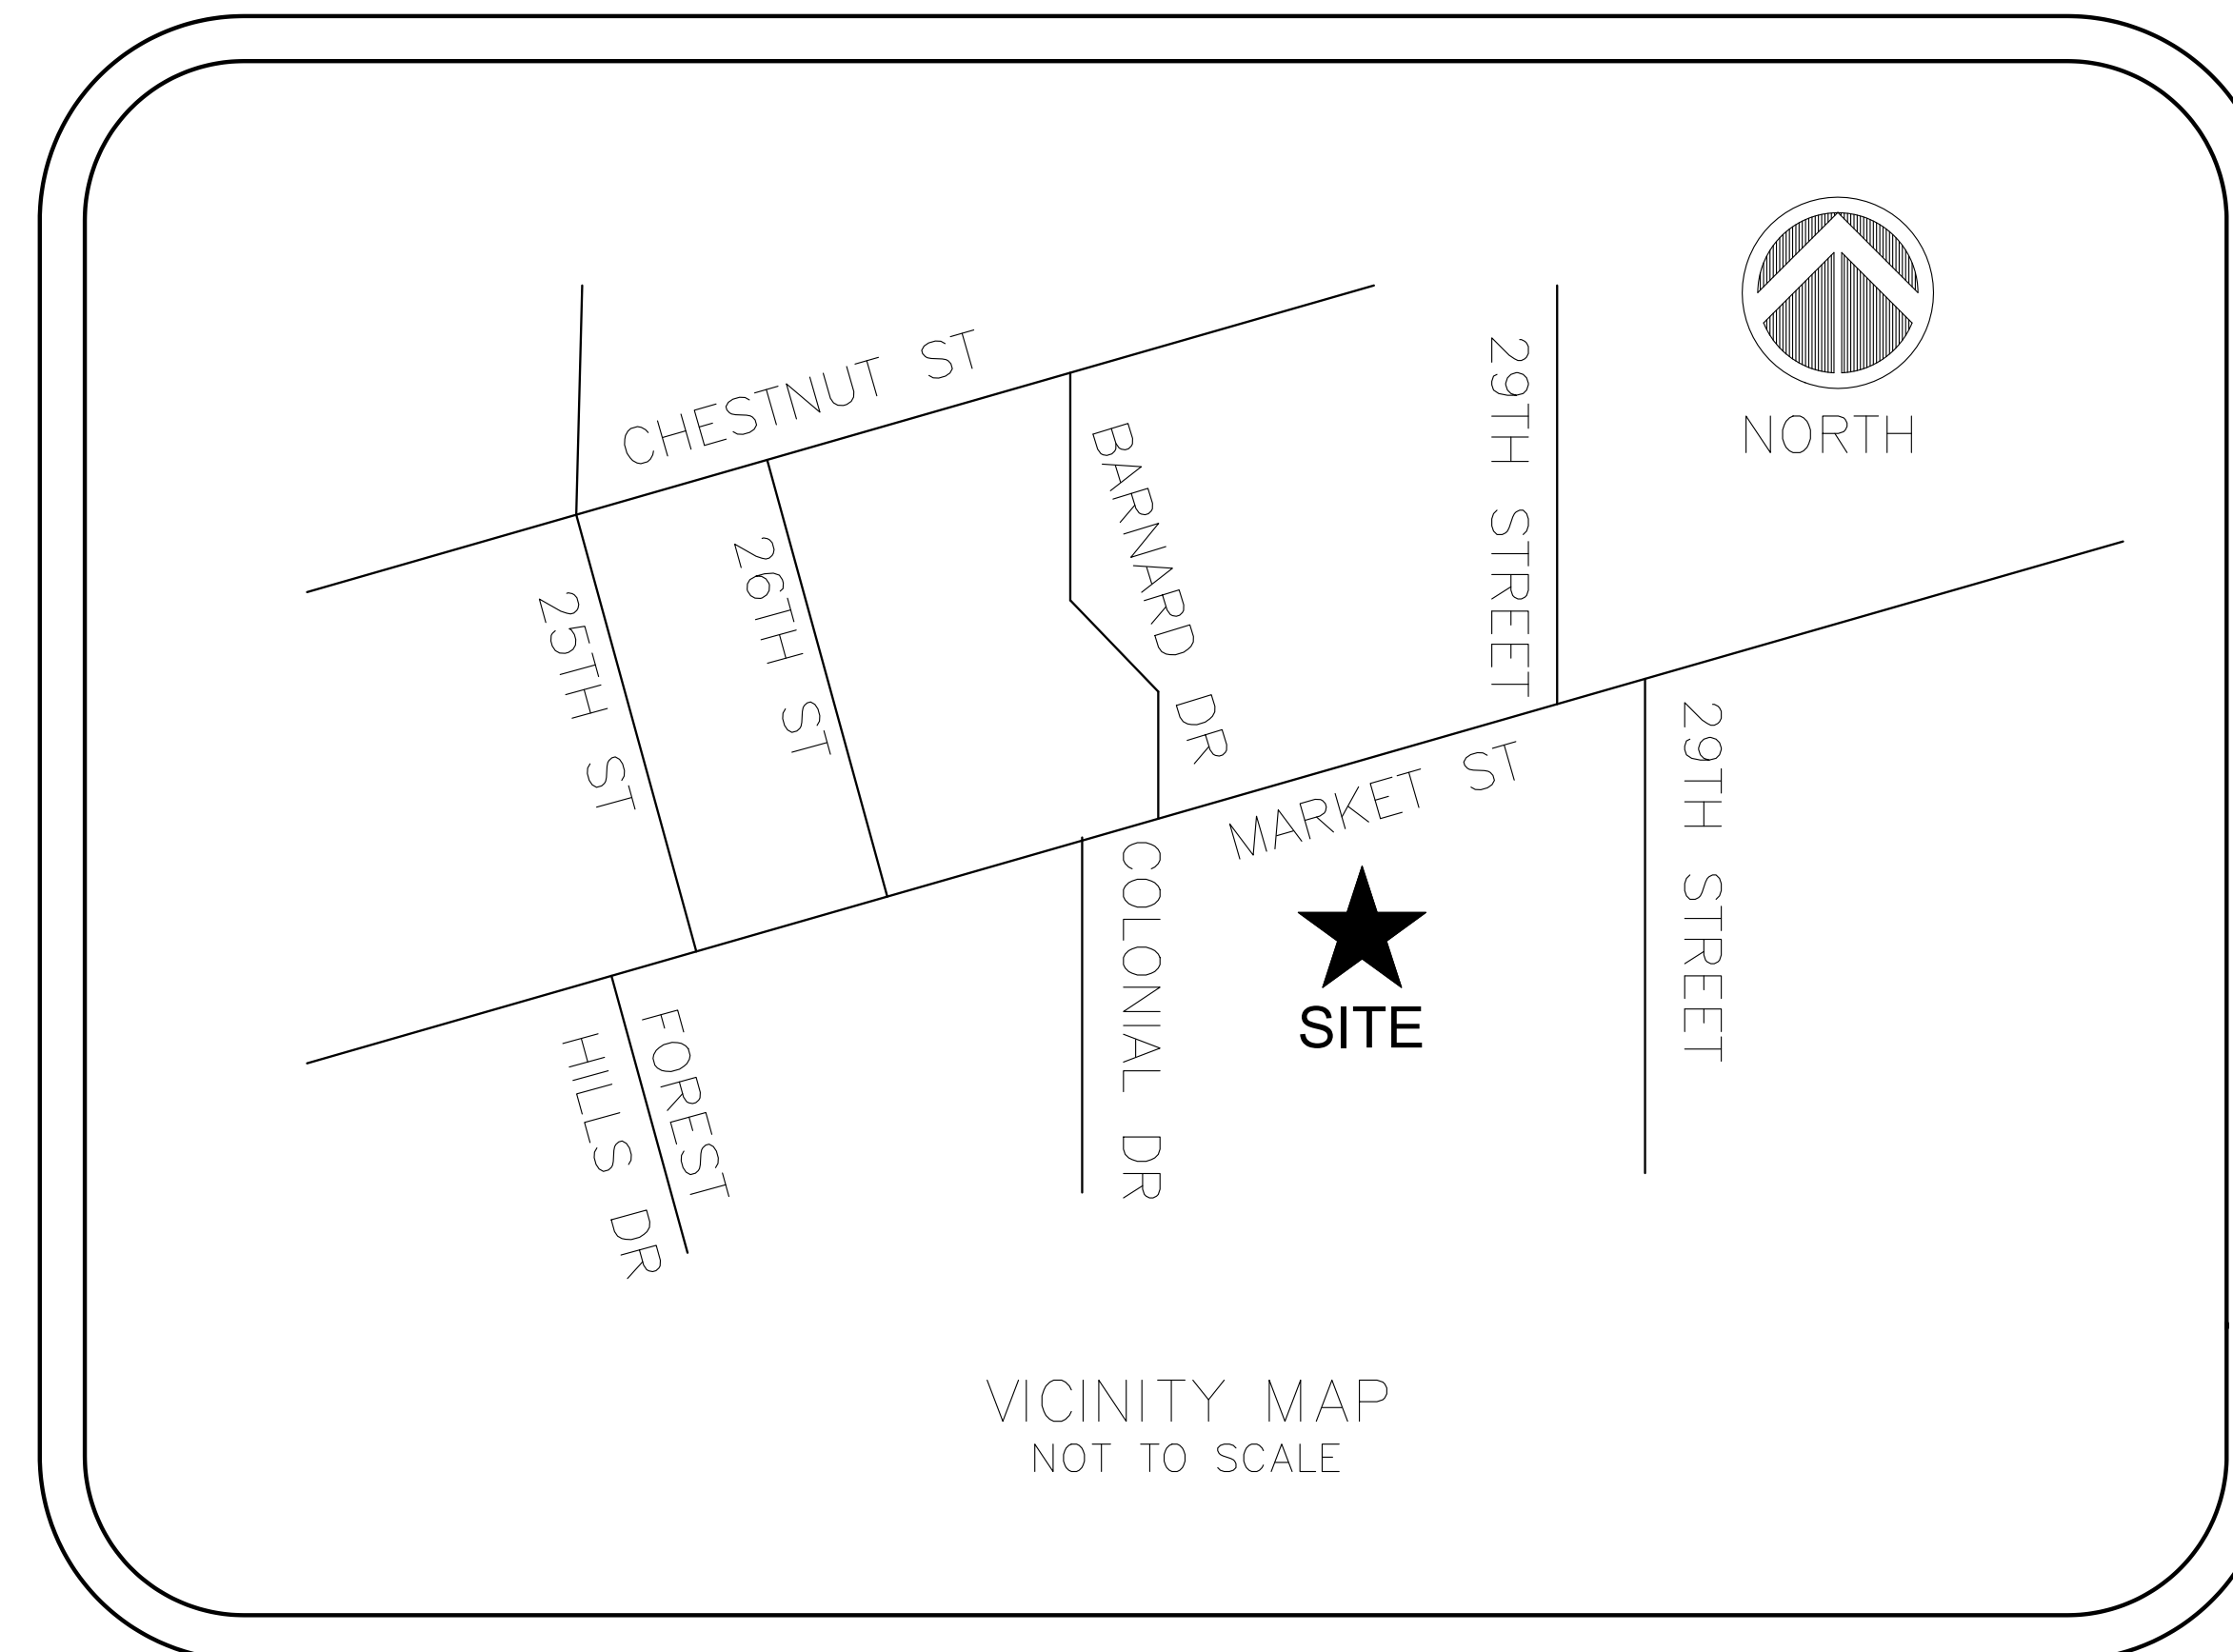 CHESTNUT ST
29TH STREET
NORTH
BARNARD DR
26TH ST
25TH ST
MARKET ST
29TH STREET
COLONIAL DR
SITE
FOREST
HILLS DR
VICINITY MAP
NOT TO SCALE